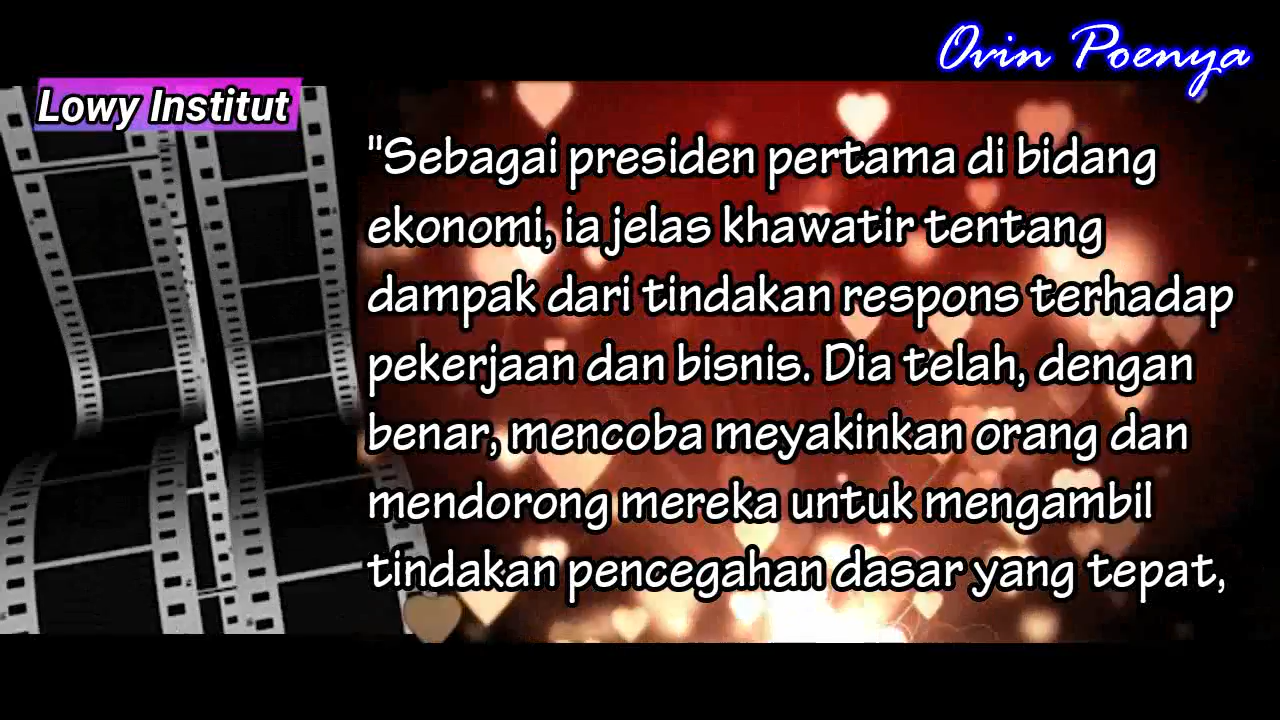 Ovin Poenya
Lowy Institut
"Sebagai presiden pertama di bidang
ekonomi, ia jelas khawatir tentang
dampak dari tindakan respons terhadap
pekerjaan dan bisnis. Dia telah, dengan
benar, mencoba meyakinkan orang dan
mendorong mereka untuk mengambil
tindakan pencegahan dasar yang tepat,